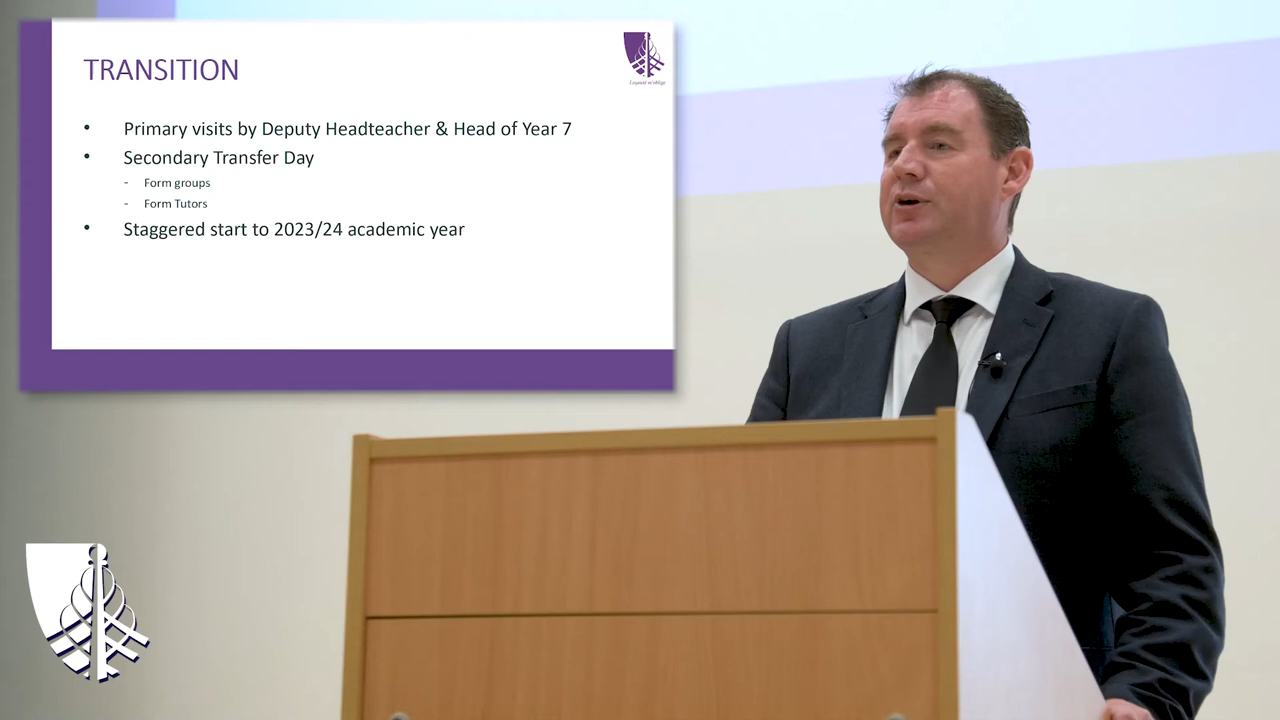 TRANSITION
• Primary visits by Deputy Headteacher & Head of Year 7
• Secondary Transfer Day
- Form groups
- Form Tutors
• Staggered start to 2023/24 academic year